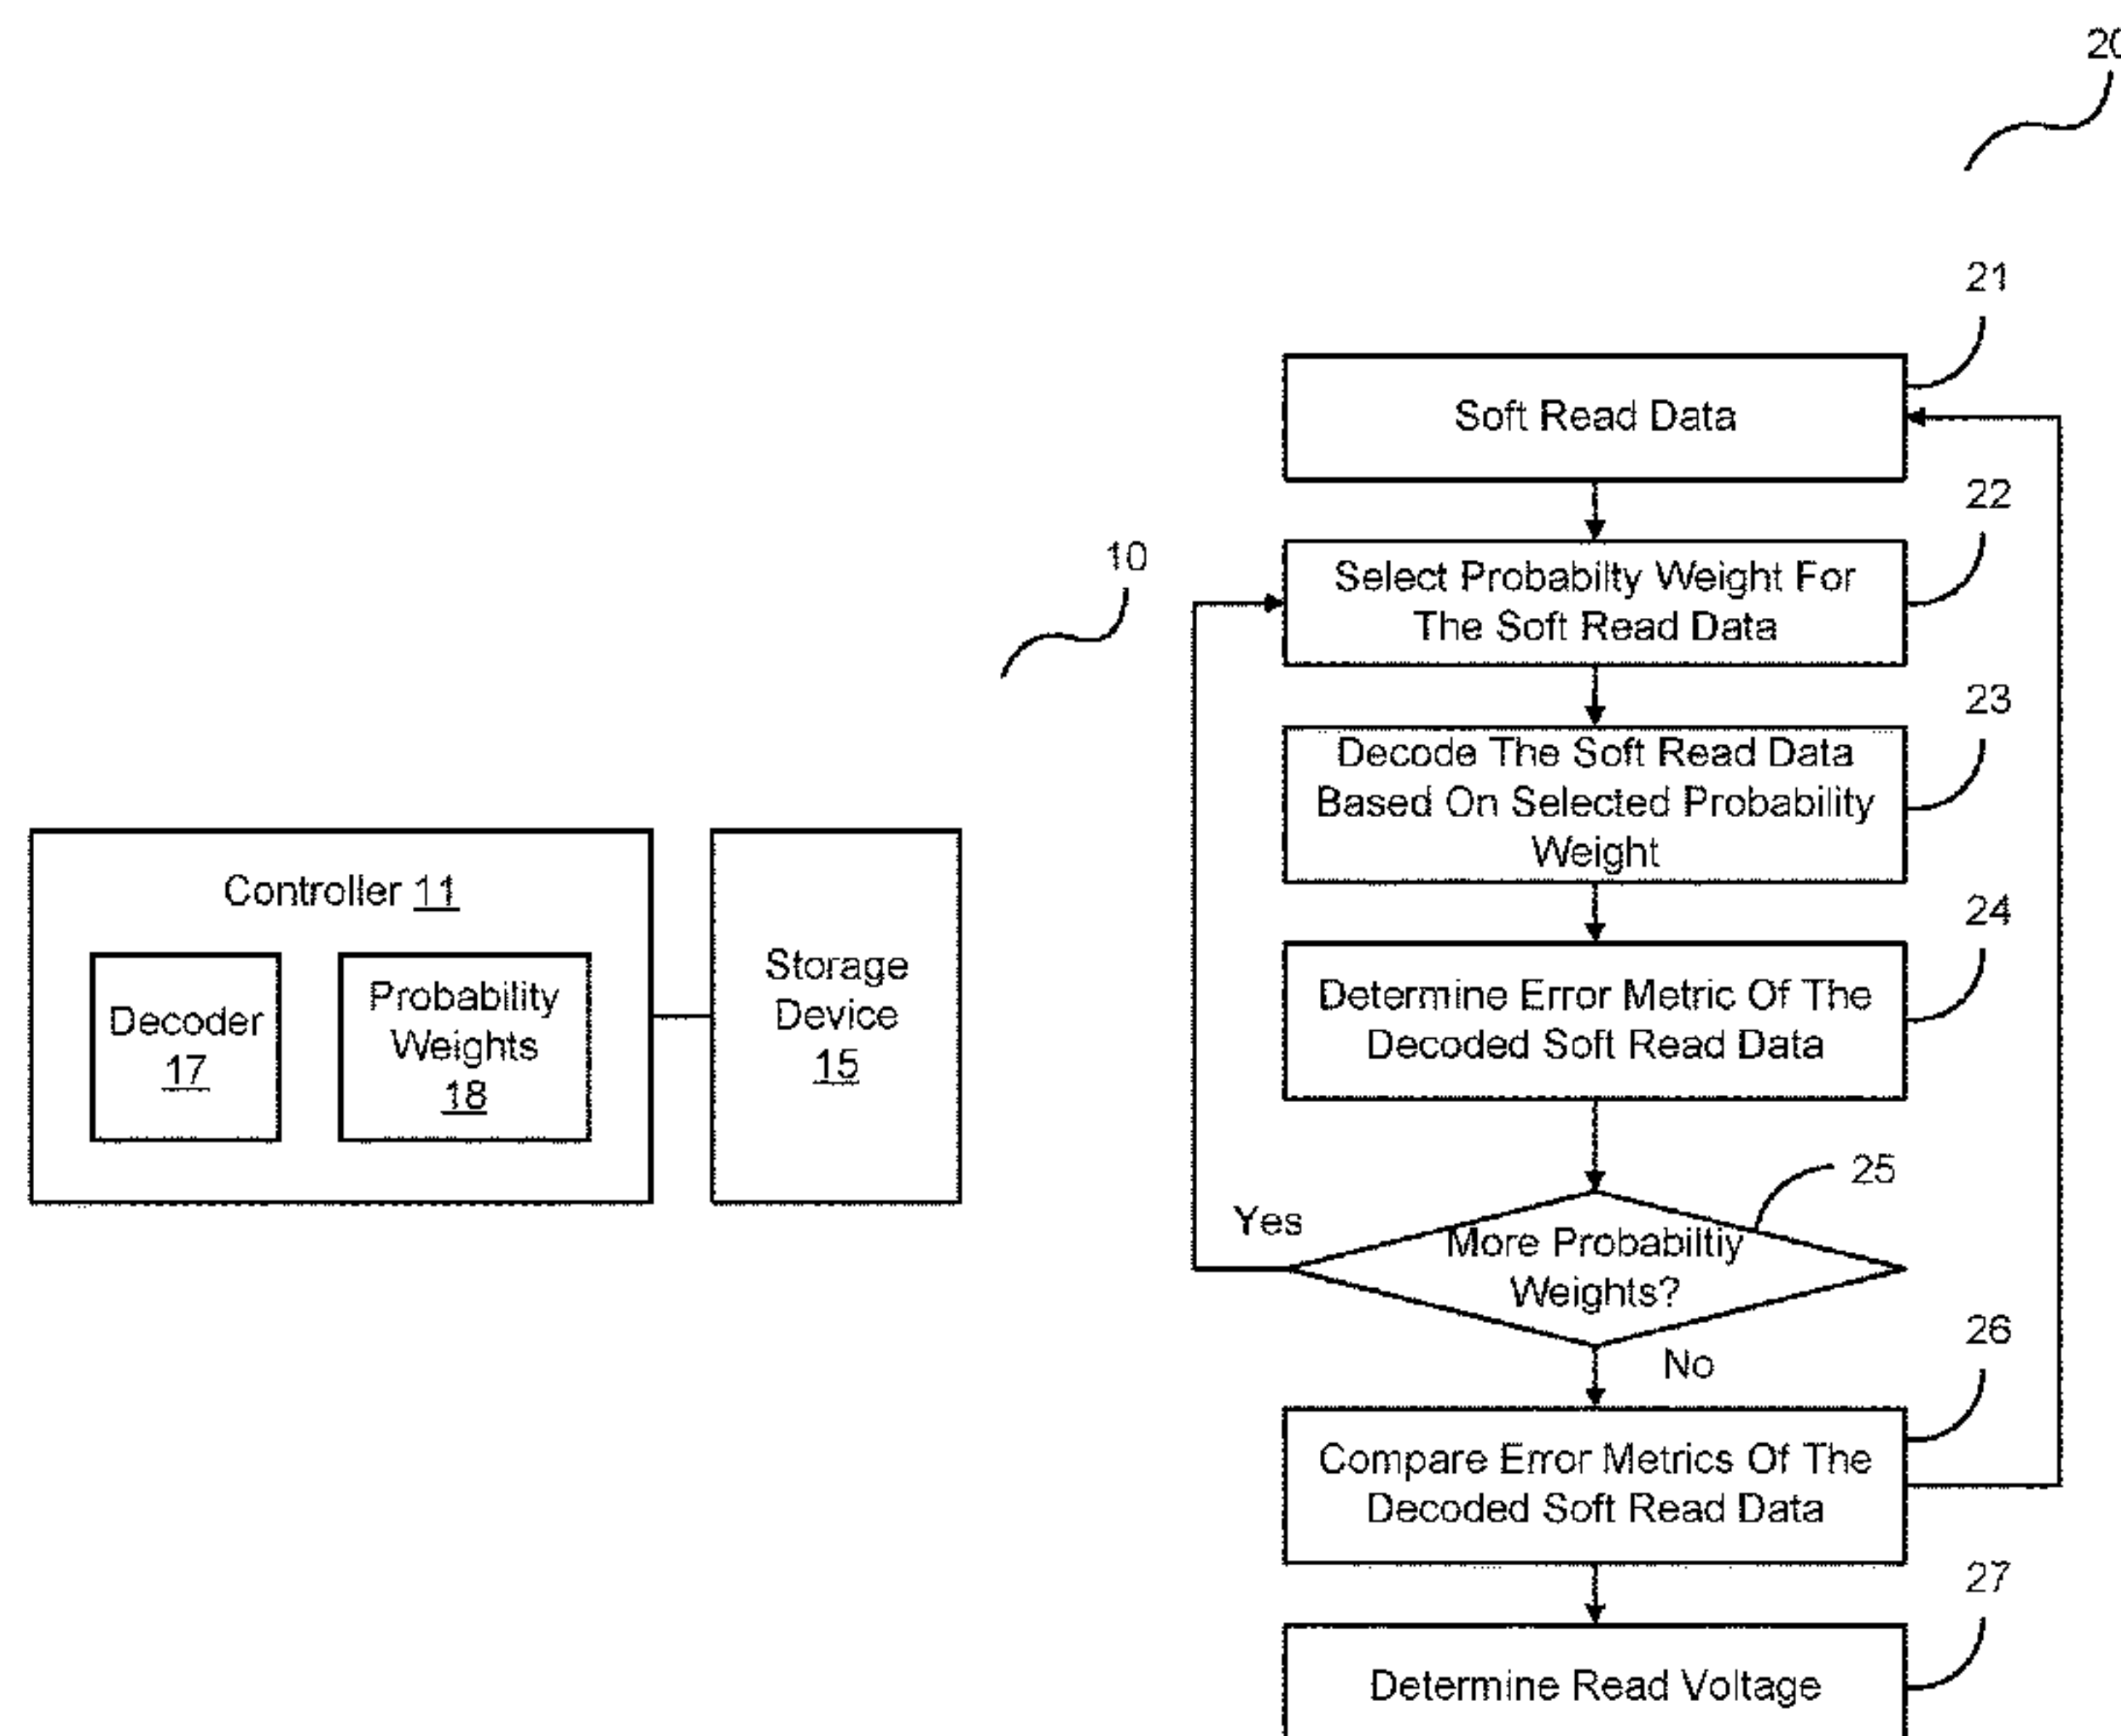 20
21
Soft Read Data
22
Select Probabilty Weight For
The Soft Read Data
23
Decode The Soft Read Data
Based On Selected Probability
Weight
24
Determine Error Metric Of The
Decoded Soft Read Data
25
Yes
More Probabiltiy
Weights?
No
26
Compare Error Metrics Of The
Decoded Soft Read Data
27
Determine Read Voltage
10
Controller 11
Decoder
17
Probability
Weights
18
Storage
Device
15